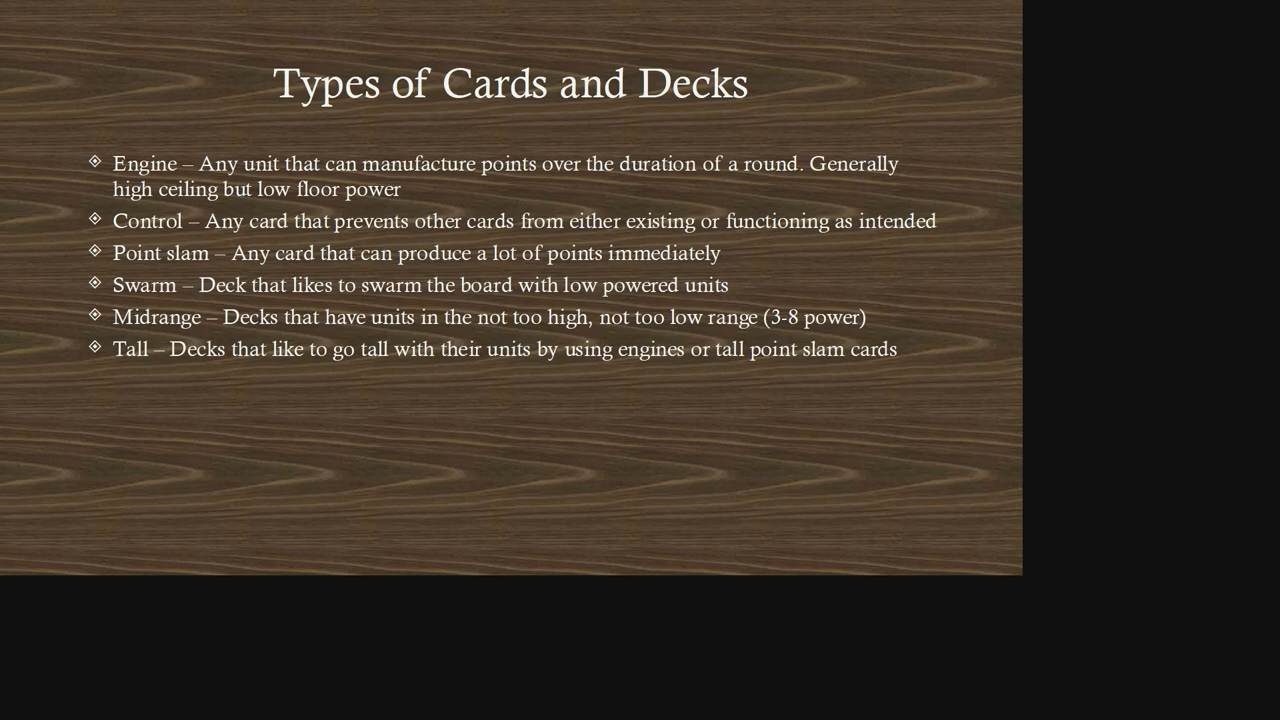 Types of Cards and Decks
Engine – Any unit that can manufacture points over the duration of a round. Generally
high ceiling but low floor power
Control – Any card that prevents other cards from either existing or functioning as intended
Point slam – Any card that can produce a lot of points immediately
Swarm – Deck that likes to swarm the board with low powered units
Midrange – Decks that have units in the not too high, not too low range (3-8 power)
Tall – Decks that like to go tall with their units by using engines or tall point slam cards